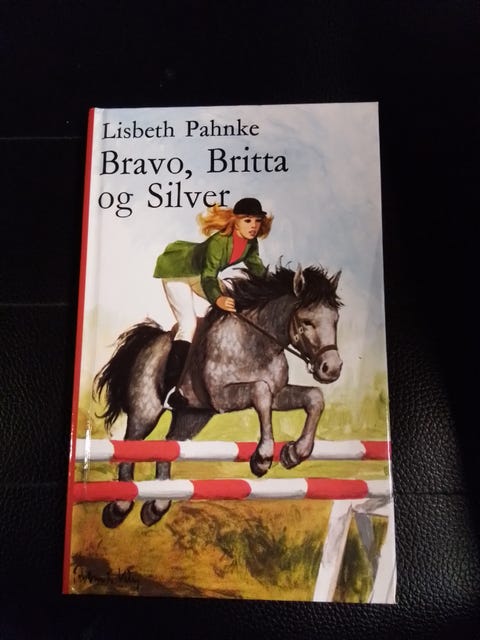 Lisbeth Pahnke
Bravo, Britta
og Silver